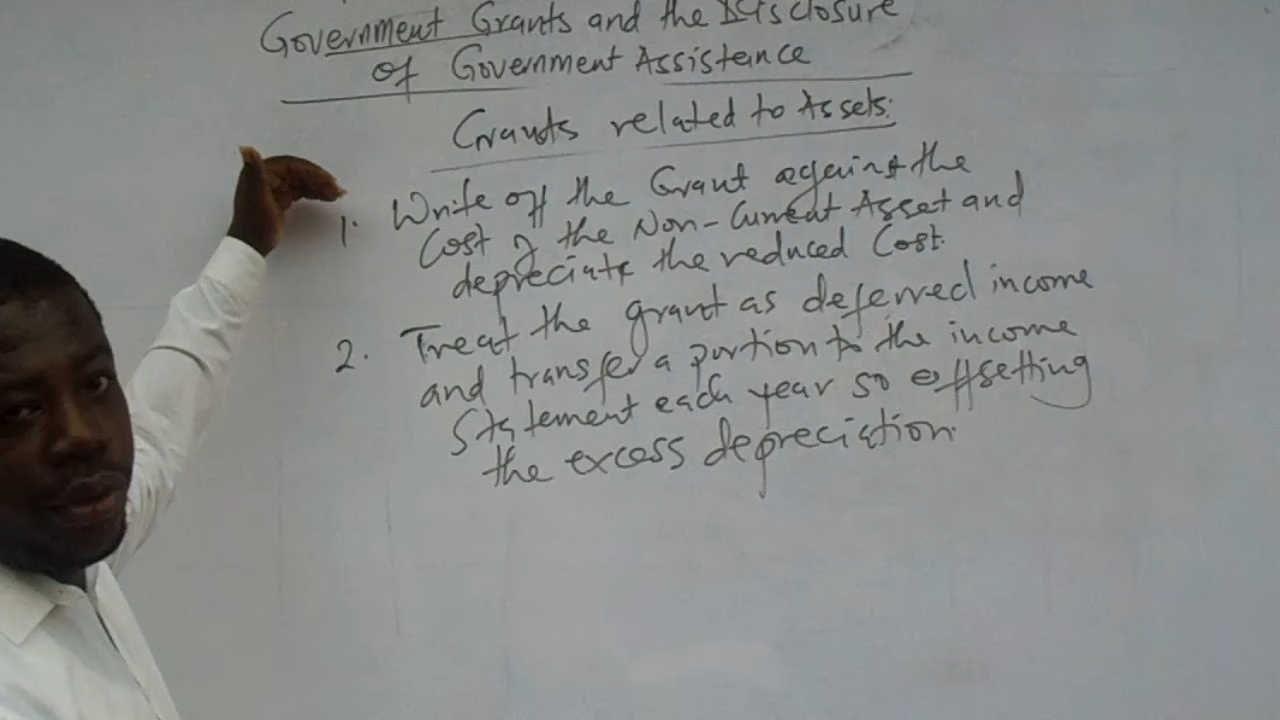 Government Grants and the Disclosure
of Government Assistance
Grants related to Assets:
1. Write off the Grant against the
Cost of the Non-Current Asset and
depreciate the reduced Cost.
2. Treat the grant as deferred income
and transfer a portion to the income
Statement each year so offsetting
the excess depreciation.